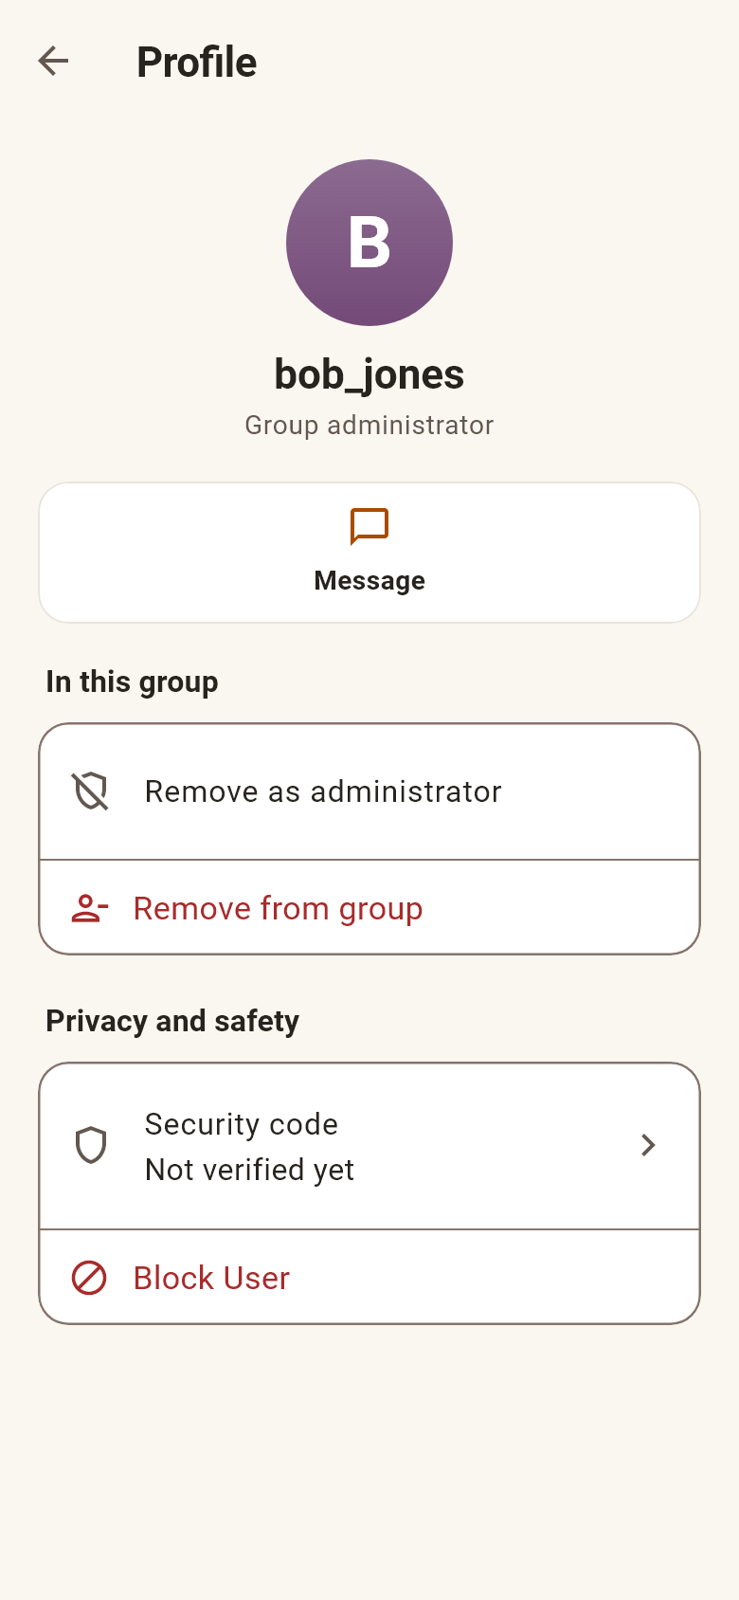 Profile
B
bob_jones
Group administrator
Message
In this group
Remove as administrator
Remove from group
Privacy and safety
Security code
Not verified yet
Block User